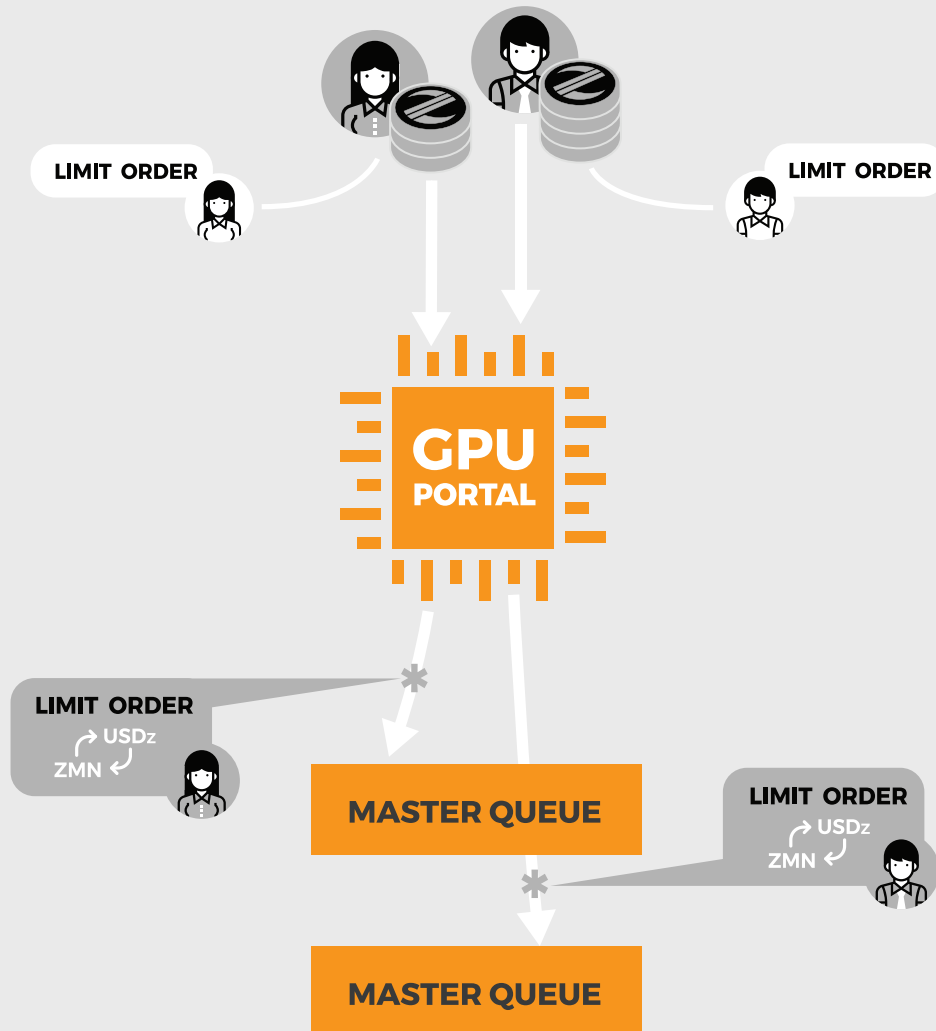 LIMIT ORDER
LIMIT ORDER
GPU
PORTAL
LIMIT ORDER
USDz
ZMN
MASTER QUEUE
LIMIT ORDER
USDz
ZMN
MASTER QUEUE